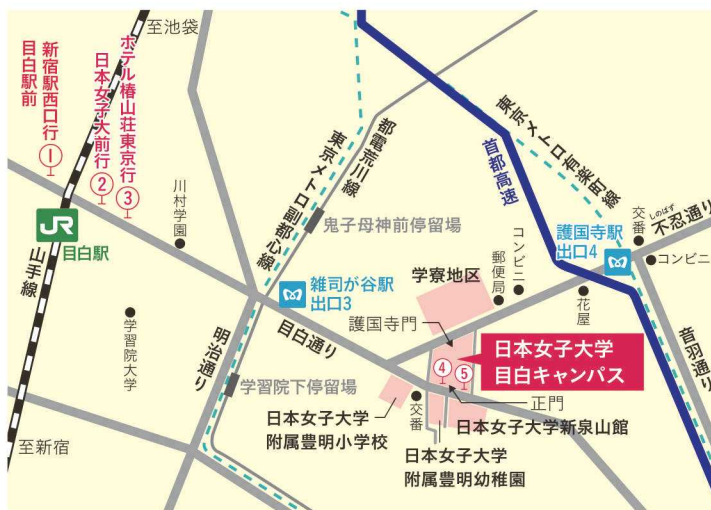 至池袋
新宿駅西口行
目白駅前
①
日本女子大前行
②
ホテル椿山荘東京行
③
JR
目白駅
山手線
川村学園
学習院大学
至新宿
東京メトロ副都心線
都電荒川線
鬼子母神前停留場
雑司が谷駅
出口3
目白通り
明治通り
学習院下停留場
首都高速
東京メトロ有楽町線
護国寺駅
出口4
交番
しのばず
不忍通り
コンビニ
コンビニ
郵便局
花屋
音羽通り
学寮地区
護国寺門
日本女子大学
目白キャンパス
④
⑤
正門
交番
日本女子大学
附属豊明小学校
日本女子大学新泉山館
日本女子大学
附属豊明幼稚園